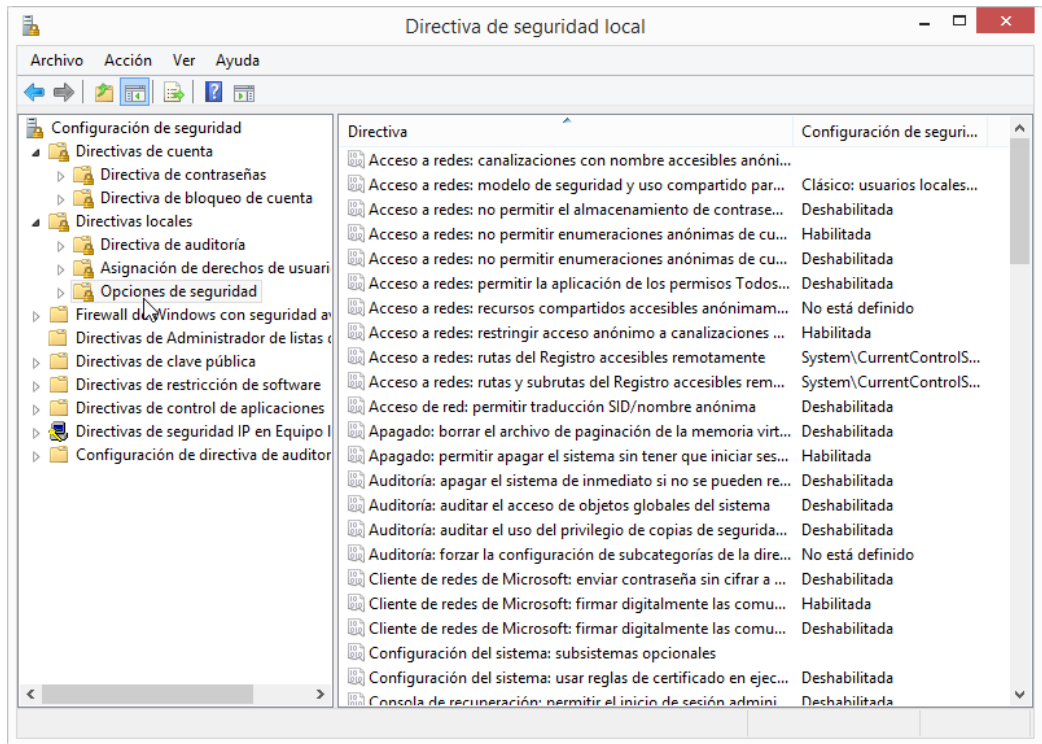 Directiva de seguridad local
Archivo Acción Ver Ayuda
Configuración de seguridad
Directivas de cuenta
Directiva de contraseñas
Directiva de bloqueo de cuenta
Directivas locales
Directiva de auditoría
Asignación de derechos de usuari
Opciones de seguridad
Firewall de Windows con seguridad av
Directivas de Administrador de listas
Directivas de clave pública
Directivas de restricción de software
Directivas de control de aplicaciones
Directivas de seguridad IP en Equipo l
Configuración de directiva de auditor
Directiva Configuración de seguri...
Acceso a redes: canalizaciones con nombre accesibles anóni...
Acceso a redes: modelo de seguridad y uso compartido par... Clásico: usuarios locales...
Acceso a redes: no permitir el almacenamiento de contrase... Deshabilitada
Acceso a redes: no permitir enumeraciones anónimas de cu... Habilitada
Acceso a redes: no permitir enumeraciones anónimas de cu... Deshabilitada
Acceso a redes: permitir la aplicación de los permisos Todos... Deshabilitada
Acceso a redes: recursos compartidos accesibles anónimam... No está definido
Acceso a redes: restringir acceso anónimo a canalizaciones ... Habilitada
Acceso a redes: rutas del Registro accesibles remotamente System\CurrentControlS...
Acceso a redes: rutas y subrutas del Registro accesibles rem... System\CurrentControlS...
Acceso de red: permitir traducción SID/nombre anónima Deshabilitada
Apagado: borrar el archivo de paginación de la memoria virt... Deshabilitada
Apagado: permitir apagar el sistema sin tener que iniciar ses... Habilitada
Auditoría: apagar el sistema de inmediato si no se pueden re... Deshabilitada
Auditoría: auditar el acceso de objetos globales del sistema Deshabilitada
Auditoría: auditar el uso del privilegio de copias de segurida... Deshabilitada
Auditoría: forzar la configuración de subcategorías de la dire... No está definido
Cliente de redes de Microsoft: enviar contraseña sin cifrar a ... Deshabilitada
Cliente de redes de Microsoft: firmar digitalmente las comu... Habilitada
Cliente de redes de Microsoft: firmar digitalmente las comu... Deshabilitada
Configuración del sistema: subsistemas opcionales
Configuración del sistema: usar reglas de certificado en ejec... Deshabilitada
Consola de recuperación: permitir el inicio de sesión admini... Deshabilitada